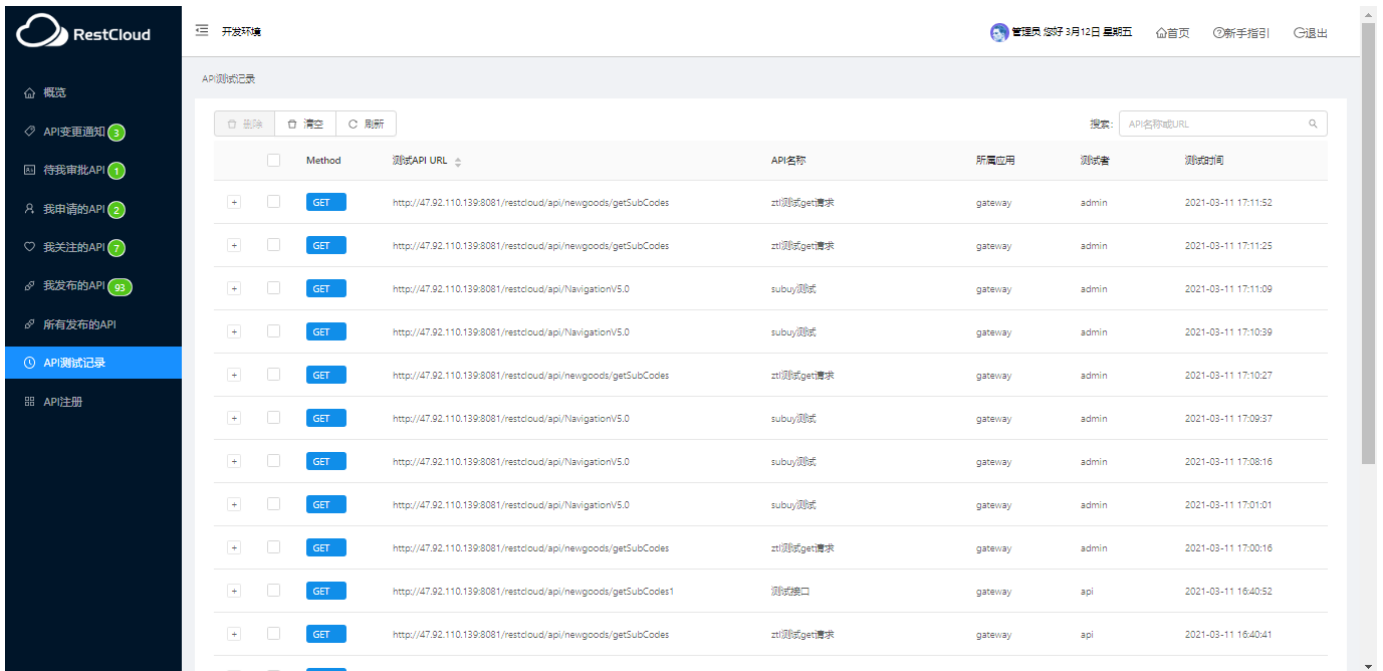 RestCloud
开发环境
管理员 您好 3月12日 星期五
首页
新手指引
退出
概览
API变更通知 3
待我审批API 1
我申请的API 2
我关注的API 7
我发布的API 93
所有发布的API
API测试记录
API注册
API测试记录
删除 清空 刷新
搜索: API名称或URL
Method 测试API URL API名称 所属应用 测试者 测试时间
GET http://47.92.110.139:8081/restcloud/api/newgoods/getSubCodes ztl测试get请求 gateway admin 2021-03-11 17:11:52
GET http://47.92.110.139:8081/restcloud/api/newgoods/getSubCodes ztl测试get请求 gateway admin 2021-03-11 17:11:25
GET http://47.92.110.139:8081/restcloud/api/NavigationV5.0 subuy测试 gateway admin 2021-03-11 17:11:09
GET http://47.92.110.139:8081/restcloud/api/NavigationV5.0 subuy测试 gateway admin 2021-03-11 17:10:39
GET http://47.92.110.139:8081/restcloud/api/newgoods/getSubCodes ztl测试get请求 gateway admin 2021-03-11 17:10:27
GET http://47.92.110.139:8081/restcloud/api/NavigationV5.0 subuy测试 gateway admin 2021-03-11 17:09:37
GET http://47.92.110.139:8081/restcloud/api/NavigationV5.0 subuy测试 gateway admin 2021-03-11 17:08:16
GET http://47.92.110.139:8081/restcloud/api/NavigationV5.0 subuy测试 gateway admin 2021-03-11 17:01:01
GET http://47.92.110.139:8081/restcloud/api/newgoods/getSubCodes ztl测试get请求 gateway admin 2021-03-11 17:00:16
GET http://47.92.110.139:8081/restcloud/api/newgoods/getSubCodes1 测试接口 gateway api 2021-03-11 16:40:52
GET http://47.92.110.139:8081/restcloud/api/newgoods/getSubCodes ztl测试get请求 gateway api 2021-03-11 16:40:41